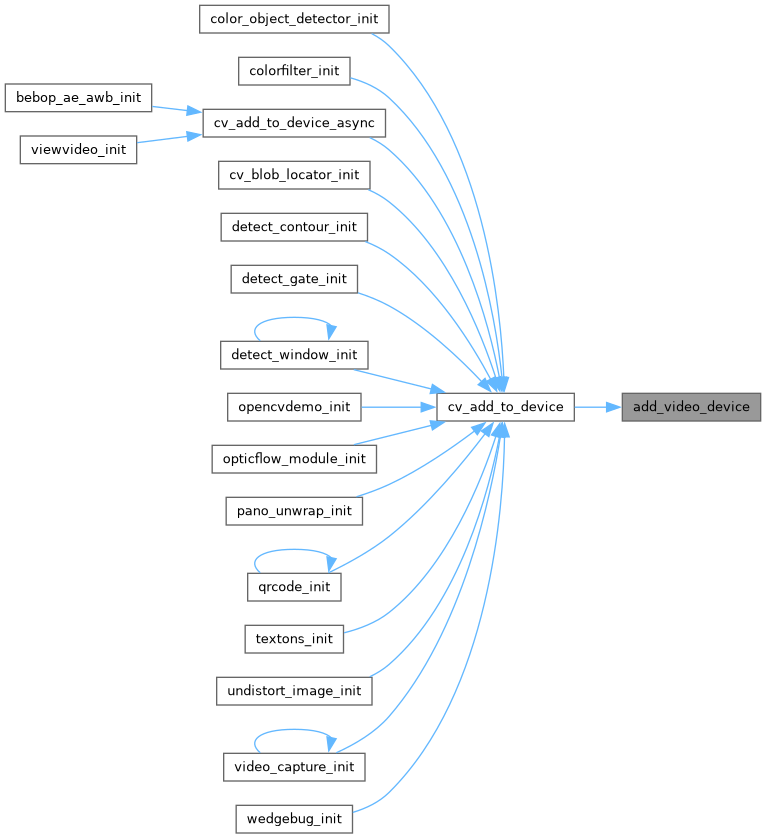 color_object_detector_init
colorfilter_init
bebop_ae_awb_init
cv_add_to_device_async
viewvideo_init
cv_blob_locator_init
detect_contour_init
detect_gate_init
detect_window_init
opencvdemo_init
cv_add_to_device
add_video_device
opticflow_module_init
pano_unwrap_init
qrcode_init
textons_init
undistort_image_init
video_capture_init
wedgebug_init